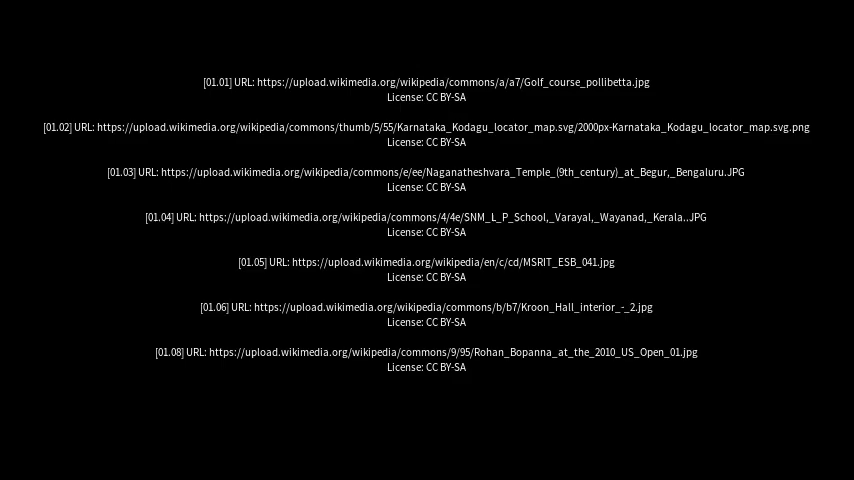 [01.01] URL: https://upload.wikimedia.org/wikipedia/commons/a/a7/Golf_course_pollibetta.jpg
License: CC BY-SA
[01.02] URL: https://upload.wikimedia.org/wikipedia/commons/thumb/5/55/Karnataka_Kodagu_locator_map.svg/2000px-Karnataka_Kodagu_locator_map.svg.png
License: CC BY-SA
[01.03] URL: https://upload.wikimedia.org/wikipedia/commons/e/ee/Naganatheshvara_Temple_(9th_century)_at_Begur,_Bengaluru.JPG
License: CC BY-SA
[01.04] URL: https://upload.wikimedia.org/wikipedia/commons/4/4e/SNM_L_P_School,_Varayal,_Wayanad,_Kerala..JPG
License: CC BY-SA
[01.05] URL: https://upload.wikimedia.org/wikipedia/en/c/cd/MSRIT_ESB_041.jpg
License: CC BY-SA
[01.06] URL: https://upload.wikimedia.org/wikipedia/commons/b/b7/Kroon_Hall_interior_-_2.jpg
License: CC BY-SA
[01.08] URL: https://upload.wikimedia.org/wikipedia/commons/9/95/Rohan_Bopanna_at_the_2010_US_Open_01.jpg
License: CC BY-SA